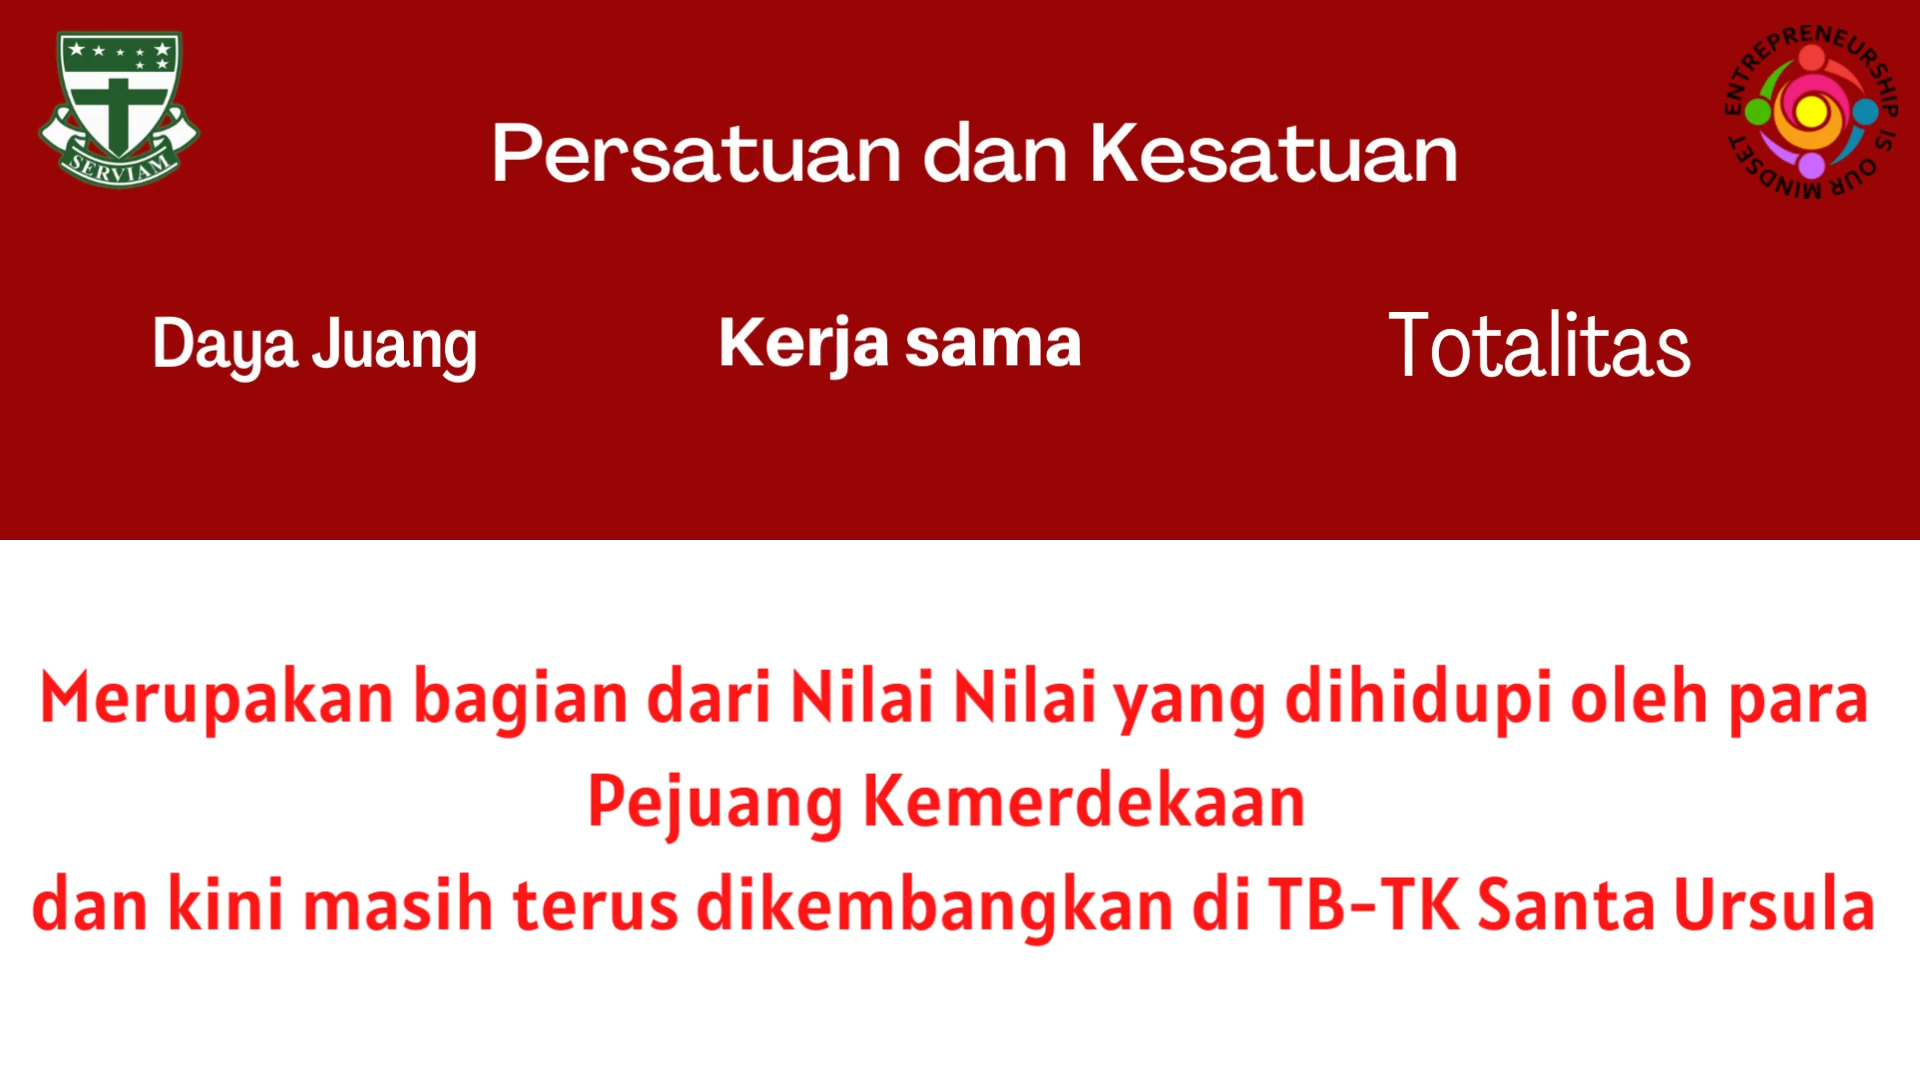 SERVIAM
ENTREPRENEURSHIP IS OUR MINDSET
Persatuan dan Kesatuan
Daya Juang
Kerja sama
Totalitas
Merupakan bagian dari Nilai Nilai yang dihidupi oleh para
Pejuang Kemerdekaan
dan kini masih terus dikembangkan di TB-TK Santa Ursula